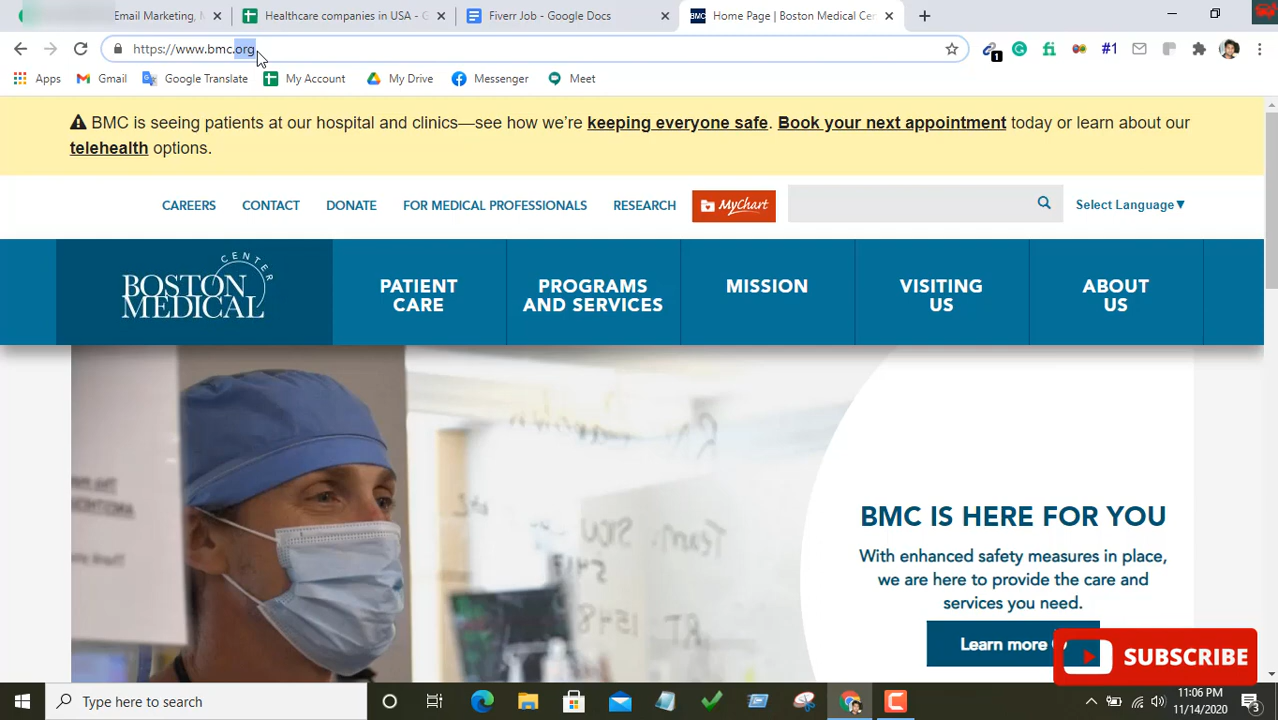 Email Marketing, M
Healthcare companies in USA - G
Fiverr Job - Google Docs
BMC
Home Page | Boston Medical Cen
https://www.bmc.org
#1
1
Apps
Gmail
Google Translate
My Account
My Drive
Messenger
Meet
BMC is seeing patients at our hospital and clinics—see how we're keeping everyone safe. Book your next appointment today or learn about our
telehealth options.
CAREERS
CONTACT
DONATE
FOR MEDICAL PROFESSIONALS
RESEARCH
MyChart
Select Language▼
BOSTON
MEDICAL
CENTER
PATIENT
CARE
PROGRAMS
AND SERVICES
MISSION
VISITING
US
ABOUT
US
BMC IS HERE FOR YOU
With enhanced safety measures in place,
we are here to provide the care and
services you need.
Learn more
SUBSCRIBE
Type here to search
11:06 PM
11/14/2020
3